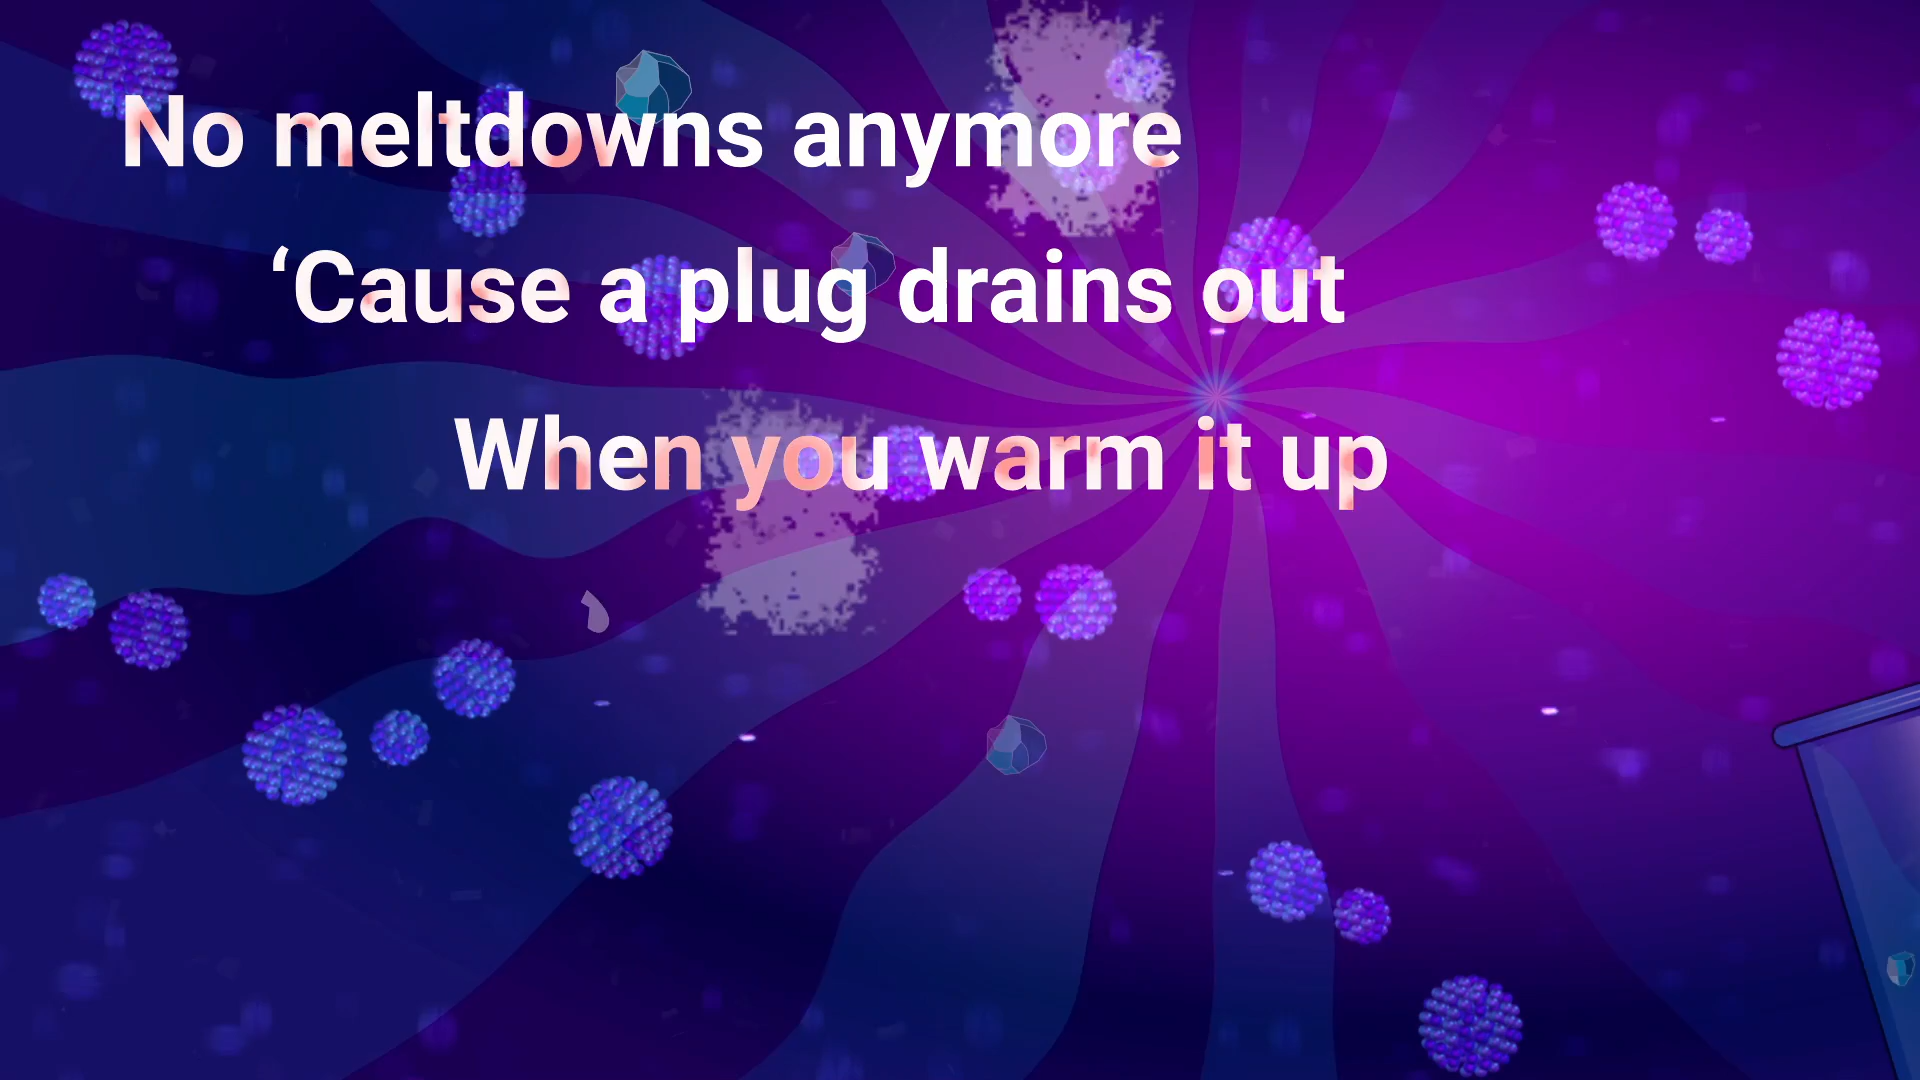 No meltdowns anymore
‘Cause a plug drains out
When you warm it up